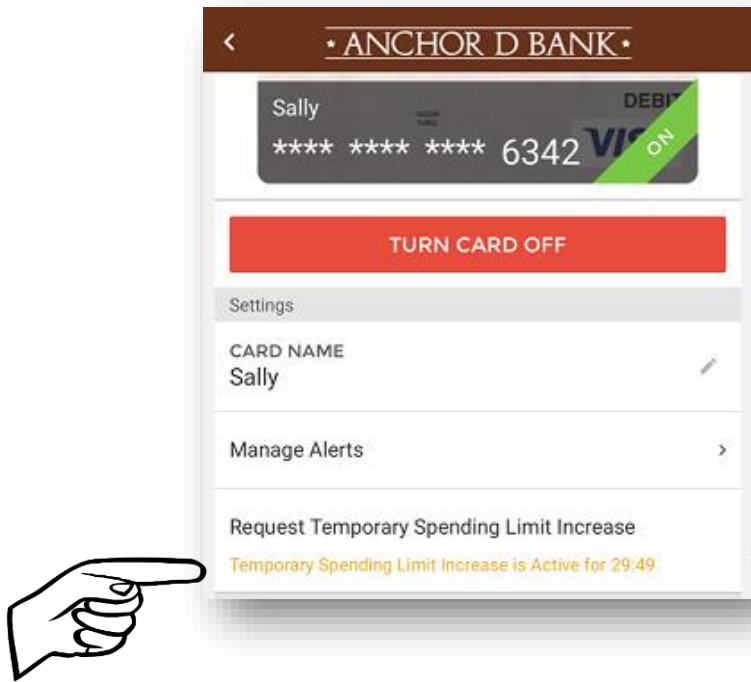 ANCHOR D BANK
Sally
DEBIT
**** **** **** 6342
VIS
ON
TURN CARD OFF
Settings
CARD NAME
Sally
Manage Alerts
Request Temporary Spending Limit Increase
Temporary Spending Limit Increase is Active for 29:49